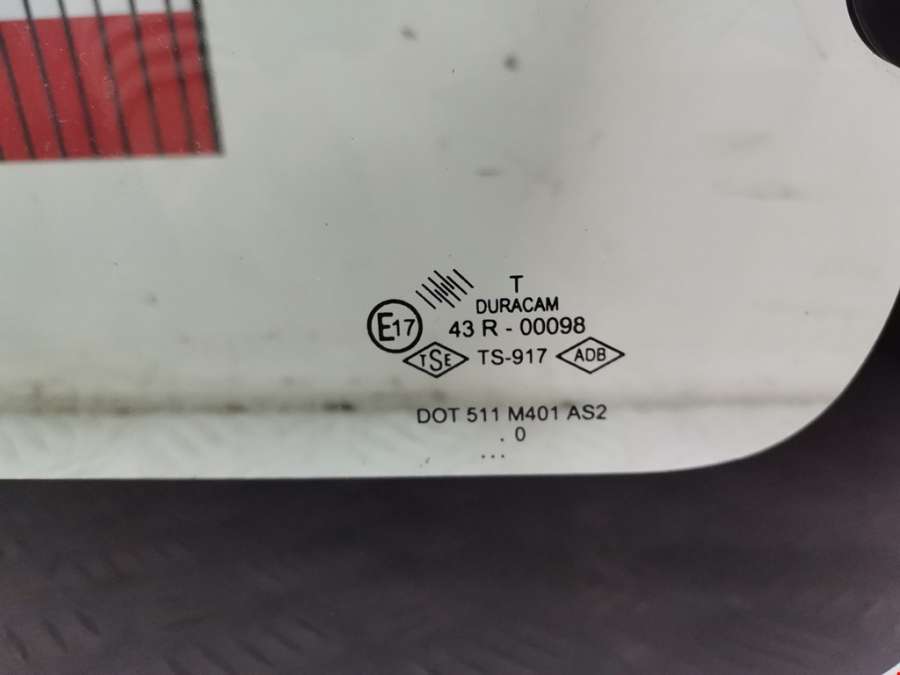 T
DURACAM
E17
43 R - 00098
TSE TS-917 ADB
DOT 511 M401 AS2
. 0
...